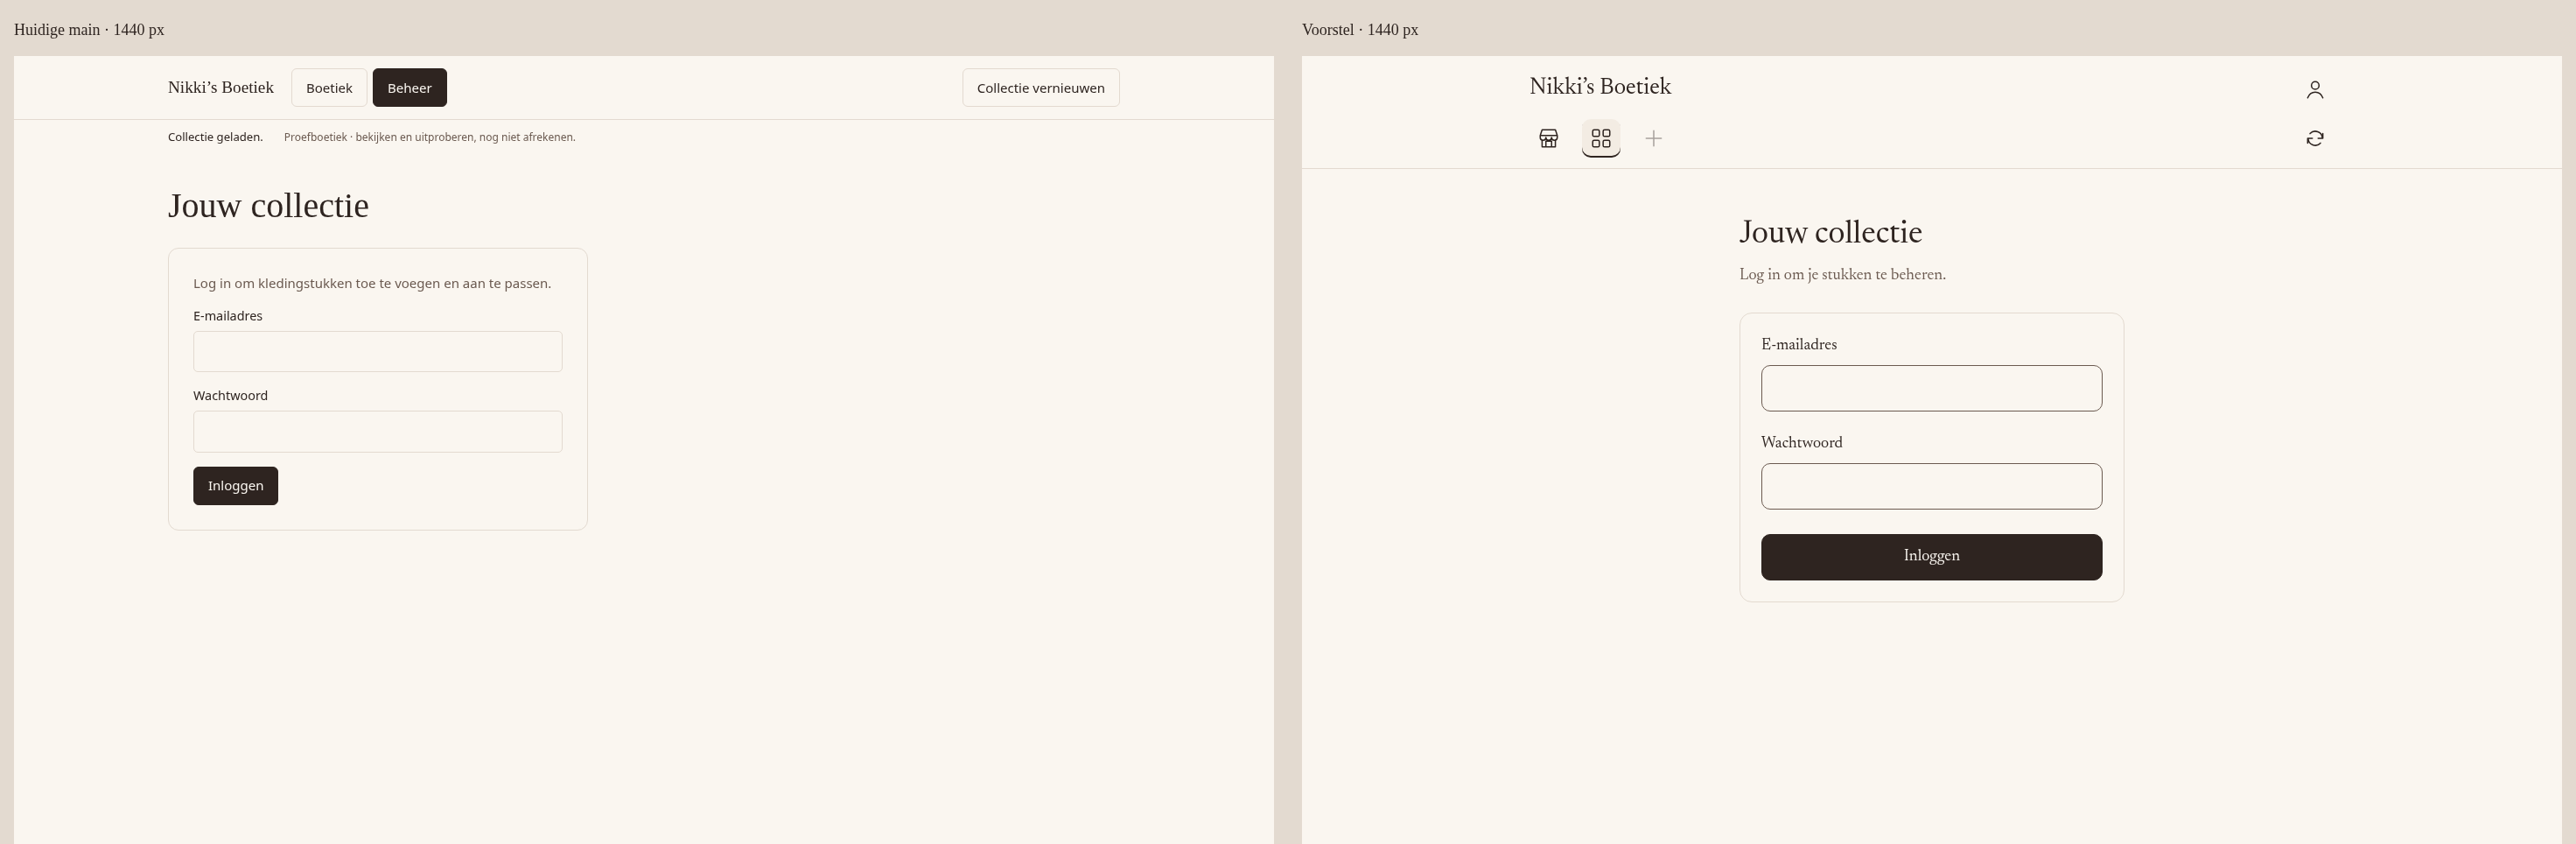 Huidige main · 1440 px
Nikki’s Boetiek
Boetiek
Beheer
Collectie vernieuwen
Collectie geladen.
Proefboetiek · bekijken en uitproberen, nog niet afrekenen.
Jouw collectie
Log in om kledingstukken toe te voegen en aan te passen.
E-mailadres
Wachtwoord
Inloggen
Voorstel · 1440 px
Nikki’s Boetiek
Jouw collectie
Log in om je stukken te beheren.
E-mailadres
Wachtwoord
Inloggen